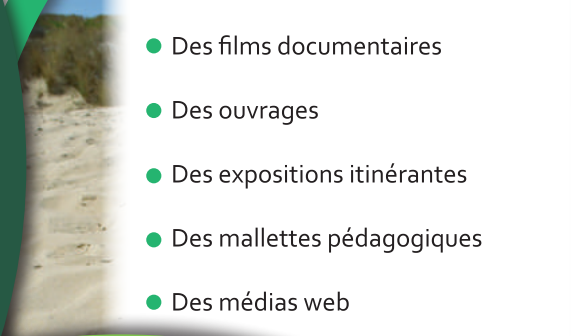 Des films documentaires
Des ouvrages
Des expositions itinérantes
Des mallettes pédagogiques
Des médias web